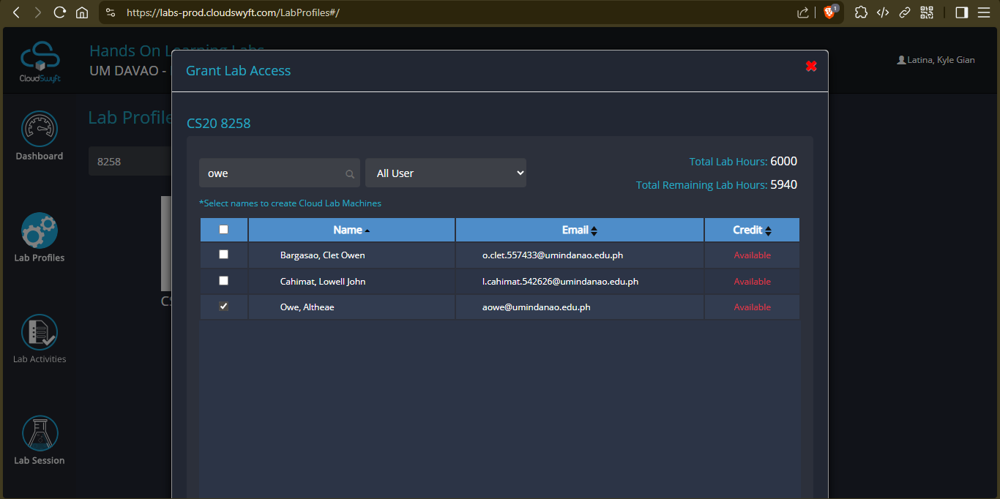 https://labs-prod.cloudswyft.com/LabProfiles#/
1
CloudSwyft
Hands On Learning Labs
UM DAVAO -
Latina, Kyle Gian
Grant Lab Access
Lab Profile
Dashboard
8258
CS20 8258
owe
All User
Total Lab Hours: 6000
Total Remaining Lab Hours: 5940
*Select names to create Cloud Lab Machines
Name Email Credit
Bargasao, Clet Owen o.clet.557433@umindanao.edu.ph Available
Cahimat, Lowell John l.cahimat.542626@umindanao.edu.ph Available
Owe, Altheae aowe@umindanao.edu.ph Available
Lab Profiles
CS
Lab Activities
Lab Session